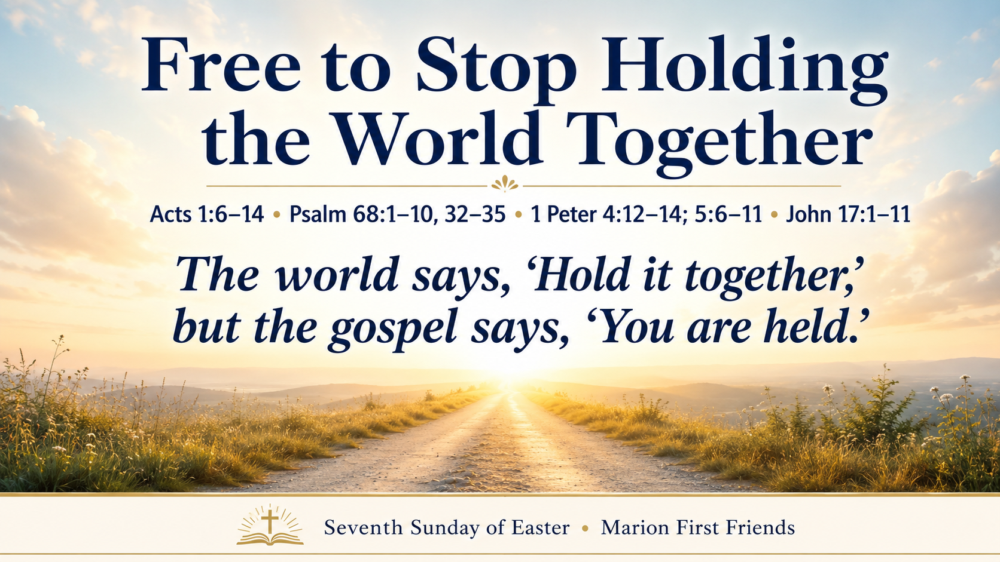 Free to Stop Holding
the World Together
Acts 1:6–14 • Psalm 68:1–10, 32–35 • 1 Peter 4:12–14; 5:6–11 • John 17:1–11
The world says, ‘Hold it together,’
but the gospel says, ‘You are held.’
Seventh Sunday of Easter • Marion First Friends